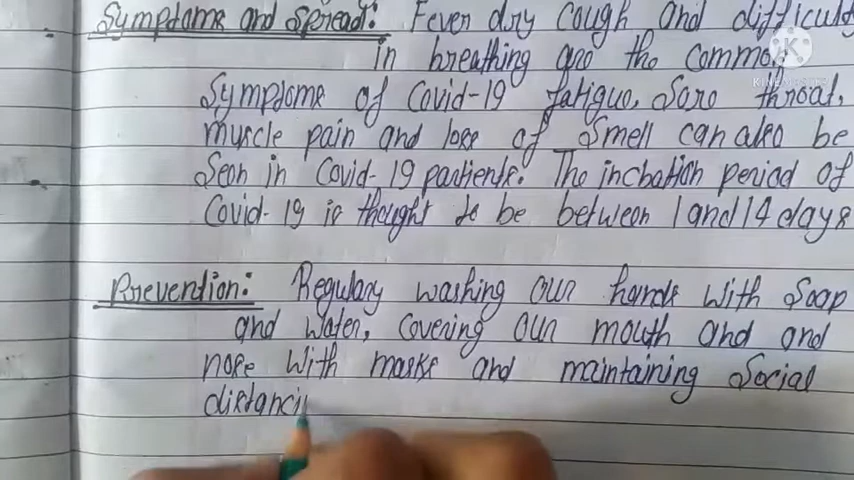 Symptoms and Spread: Fever dry cough and difficulty
in breathing are the common
Symptoms of Covid-19 fatigue, Sore throat,
muscle pain and loss of Smell can also be
Seen in Covid-19 patients. The incbation period of
Covid-19 is thought to be between 1 and 14 days
Prevention: Regulary washing our hands with Soap
and water, Covering our mouth and and
nose with masks and maintaining Social
distanci
K
KINEMASTER